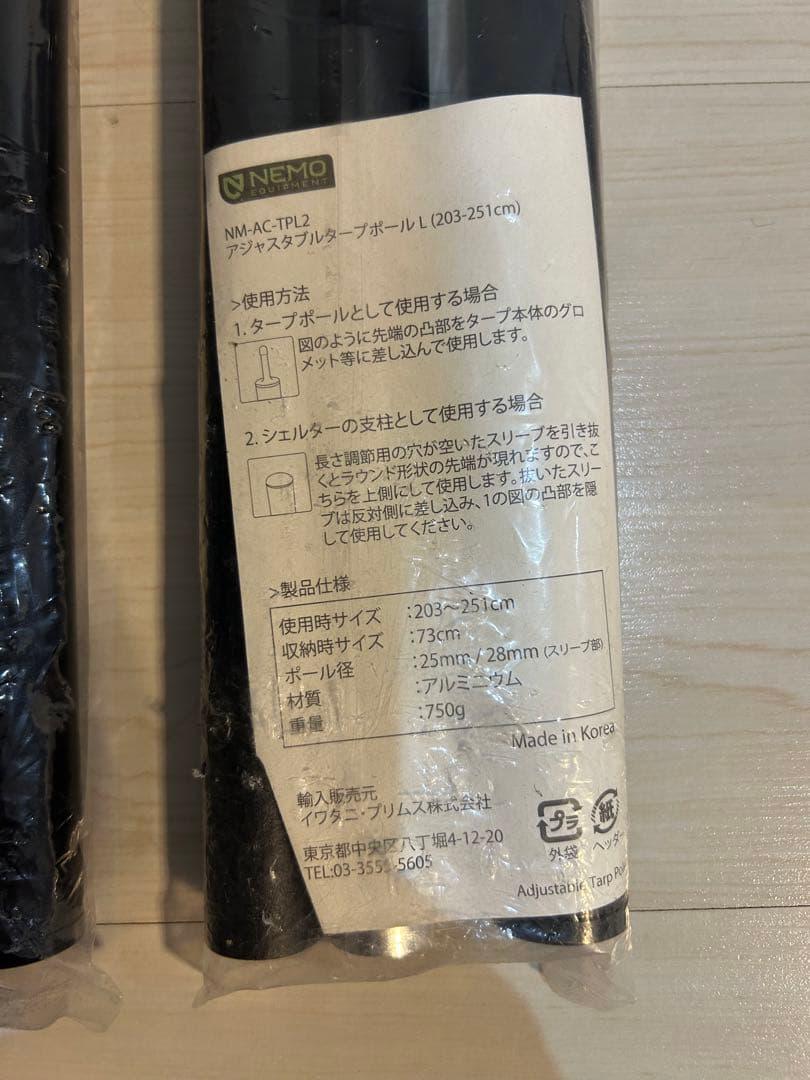 NEMO
EQUIPMENT
NM-AC-TPL2
アジャスタブルタープポール L (203-251cm)
>使用方法
1. タープポールとして使用する場合
図のように先端の凸部をタープ本体のグロ
メット等に差し込んで使用します。
2. シェルターの支柱として使用する場合
長さ調節用の穴が空いたスリーブを引き抜
くとラウンド形状の先端が現れますので、こ
ちらを上側にして使用します。抜いたスリー
ブは反対側に差し込み、1の図の凸部を隠
して使用してください。
>製品仕様
使用時サイズ :203〜251cm
収納時サイズ :73cm
ポール径 :25mm / 28mm (スリーブ部)
材質 :アルミニウム
重量 :750g
Made in Korea
輸入販売元
イワタニ・プリムス株式会社
東京都中央区八丁堀4-12-20
TEL:03-3555-5605
プラ 紙
外袋 ヘッダー
Adjustable Tarp